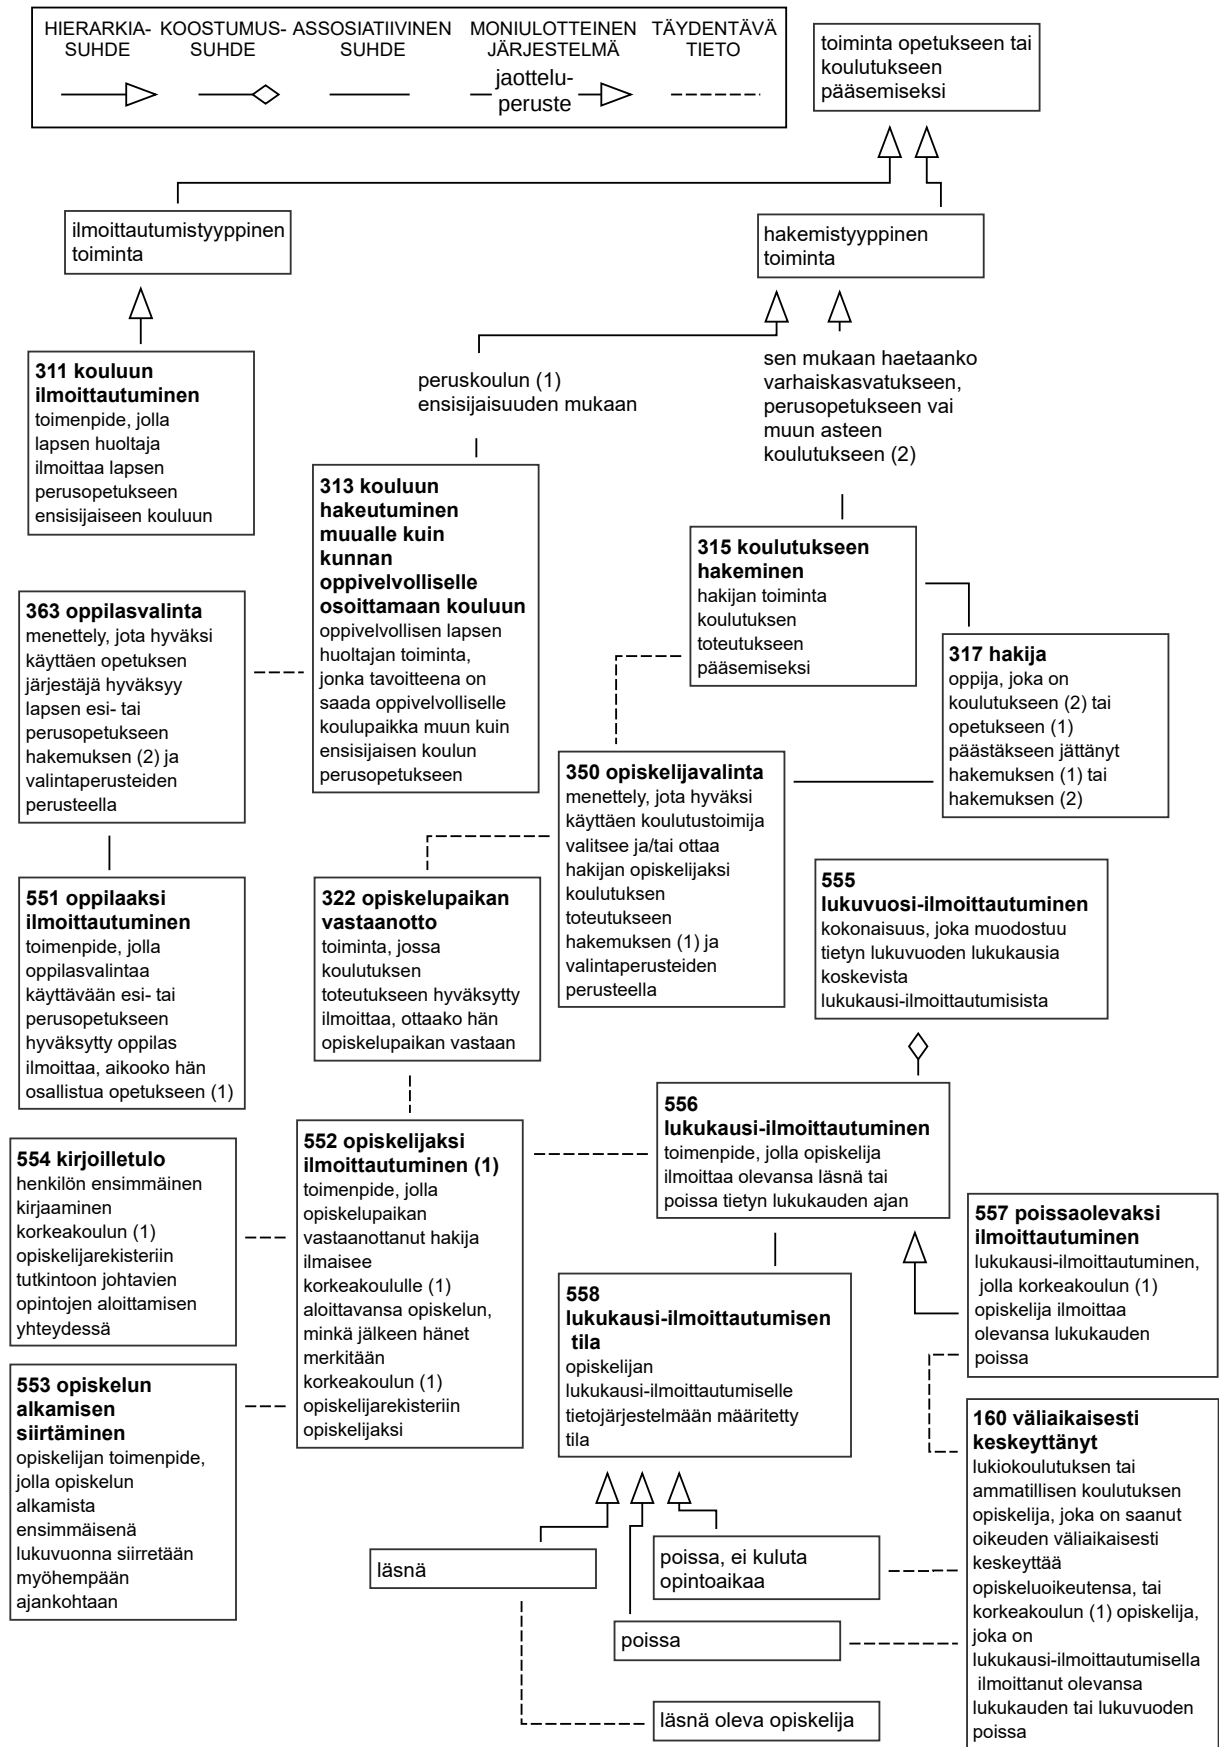 HIERARKIA-
SUHDE
KOOSTUMUS-
SUHDE
ASSOSIATIIVINEN
SUHDE
MONIULOTTEINEN
JÄRJESTELMÄ
TÄYDENTÄVÄ
TIETO
jaottelu-
peruste
toiminta opetukseen tai
koulutukseen
pääsemiseksi
ilmoittautumistyyppinen
toiminta
hakemistyyppinen
toiminta
311 kouluun
ilmoittautuminen
toimenpide, jolla
lapsen huoltaja
ilmoittaa lapsen
perusopetukseen
ensisijaiseen kouluun
peruskoulun (1)
ensisijaisuuden mukaan
sen mukaan haetaanko
varhaiskasvatukseen,
perusopetukseen vai
muun asteen
koulutukseen (2)
313 kouluun
hakeutuminen
muualle kuin
kunnan
oppivelvolliselle
osoittamaan kouluun
oppivelvollisen lapsen
huoltajan toiminta,
jonka tavoitteena on
saada oppivelvolliselle
koulupaikka muun kuin
ensisijaisen koulun
perusopetukseen
315 koulutukseen
hakeminen
hakijan toiminta
koulutuksen
toteutukseen
pääsemiseksi
363 oppilasvalinta
menettely, jota hyväksi
käyttäen opetuksen
järjestäjä hyväksyy
lapsen esi- tai
perusopetukseen
hakemuksen (2) ja
valintaperusteiden
perusteella
317 hakija
oppija, joka on
koulutukseen (2) tai
opetukseen (1)
päästäkseen jättänyt
hakemuksen (1) tai
hakemuksen (2)
350 opiskelijavalinta
menettely, jota hyväksi
käyttäen koulutustoimija
valitsee ja/tai ottaa
hakijan opiskelijaksi
koulutuksen
toteutukseen
hakemuksen (1) ja
valintaperusteiden
perusteella
551 oppilaaksi
ilmoittautuminen
toimenpide, jolla
oppilasvalintaa
käyttävään esi- tai
perusopetukseen
hyväksytty oppilas
ilmoittaa, aikooko hän
osallistua opetukseen (1)
322 opiskelupaikan
vastaanotto
toiminta, jossa
koulutuksen
toteutukseen hyväksytty
ilmoittaa, ottaako hän
opiskelupaikan vastaan
555
lukuvuosi-ilmoittautuminen
kokonaisuus, joka muodostuu
tietyn lukuvuoden lukukausia
koskevista
lukukausi-ilmoittautumisista
556
lukukausi-ilmoittautuminen
toimenpide, jolla opiskelija
ilmoittaa olevansa läsnä tai
poissa tietyn lukukauden ajan
554 kirjoilletulo
henkilön ensimmäinen
kirjaaminen
korkeakoulun (1)
opiskelijarekisteriin
tutkintoon johtavien
opintojen aloittamisen
yhteydessä
552 opiskelijaksi
ilmoittautuminen (1)
toimenpide, jolla
opiskelupaikan
vastaanottanut hakija
ilmaisee
korkeakoululle (1)
aloittavansa opiskelun,
minkä jälkeen hänet
merkitään
korkeakoulun (1)
opiskelijarekisteriin
opiskelijaksi
557 poissaolevaksi
ilmoittautuminen
lukukausi-ilmoittautuminen,
jolla korkeakoulun (1)
opiskelija ilmoittaa
olevansa lukukauden
poissa
558
lukukausi-ilmoittautumisen
tila
opiskelijan
lukukausi-ilmoittautumiselle
tietojärjestelmään määritetty
tila
553 opiskelun
alkamisen
siirtäminen
opiskelijan toimenpide,
jolla opiskelun
alkamista
ensimmäisenä
lukuvuonna siirretään
myöhempään
ajankohtaan
160 väliaikaisesti
keskeyttänyt
lukiokoulutuksen tai
ammatillisen koulutuksen
opiskelija, joka on saanut
oikeuden väliaikaisesti
keskeyttää
opiskeluoikeutensa, tai
korkeakoulun (1) opiskelija,
joka on
lukukausi-ilmoittautumisella
ilmoittanut olevansa
lukukauden tai lukuvuoden
poissa
läsnä
poissa, ei kuluta
opintoaikaa
poissa
läsnä oleva opiskelija